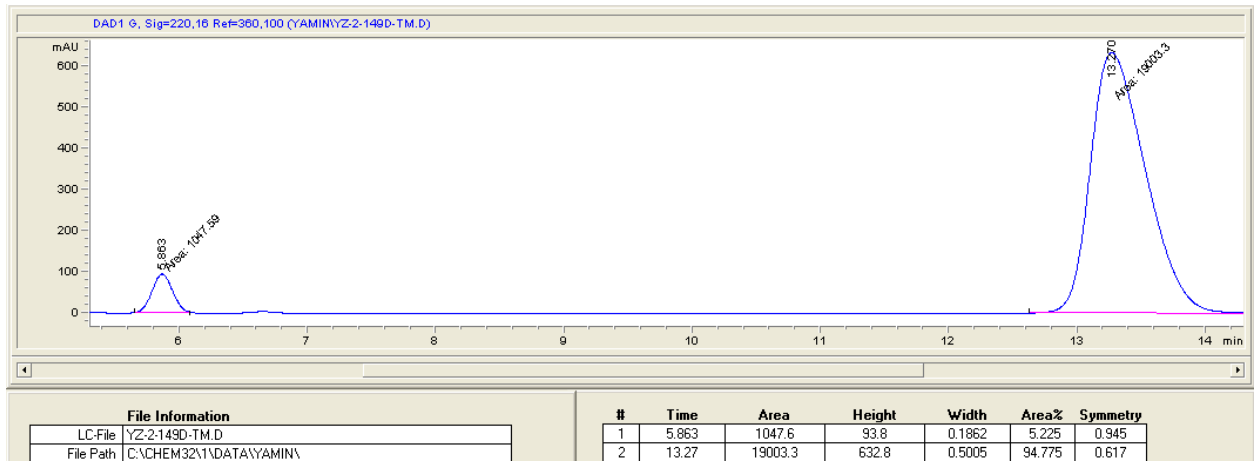 DAD1 G, Sig=220,16 Ref=360,100 (YAMIN\YZ-2-149D-TM.D)
mAU
600
500
400
300
200
100
0
5.863
Area: 1047.59
13.270
Area: 19003.3
6 7 8 9 10 11 12 13 14 min
File Information
LC-File YZ-2-149D-TM.D
File Path C:\CHEM32\1\DATA\YAMIN\
# Time Area Height Width Area% Symmetry
1 5.863 1047.6 93.8 0.1862 5.225 0.945
2 13.27 19003.3 632.8 0.5005 94.775 0.617